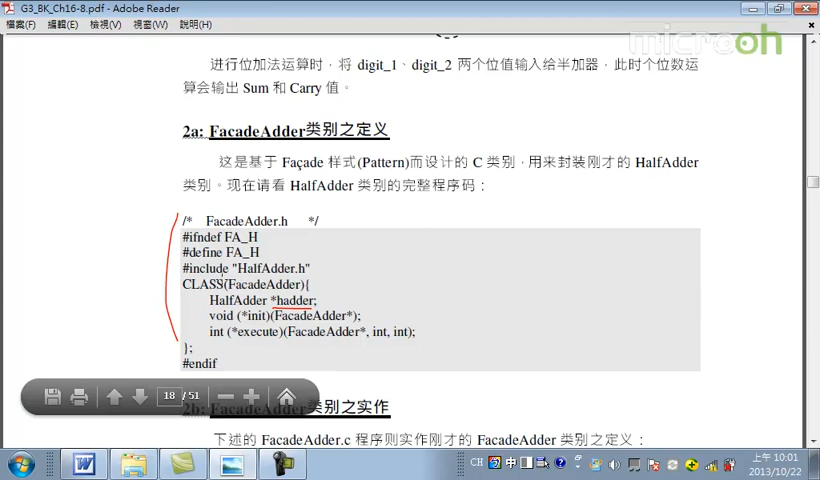 G3_BK_Ch16-8.pdf - Adobe Reader
檔案(F) 編輯(E) 檢視(V) 視窗(W) 說明(H)
microoh
进行位加法运算时，将 digit_1、digit_2 两个位值输入给半加器，此时个位数运
算会输出 Sum 和 Carry 值。
2a: FacadeAdder类别之定义
这是基于 Façade 样式(Pattern)而设计的 C 类别，用来封装刚才的 HalfAdder
类别。现在请看 HalfAdder 类别的完整程序码：
/* FacadeAdder.h */
#ifndef FA_H
#define FA_H
#include "HalfAdder.h"
CLASS(FacadeAdder){
HalfAdder *hadder;
void (*init)(FacadeAdder*);
int (*execute)(FacadeAdder*, int, int);
};
#endif
18 / 51
2b: FacadeAdder类别之实作
下述的 FacadeAdder.c 程序则实作刚才的 FacadeAdder 类别之定义：
CH 中
上午 10:01
2013/10/22